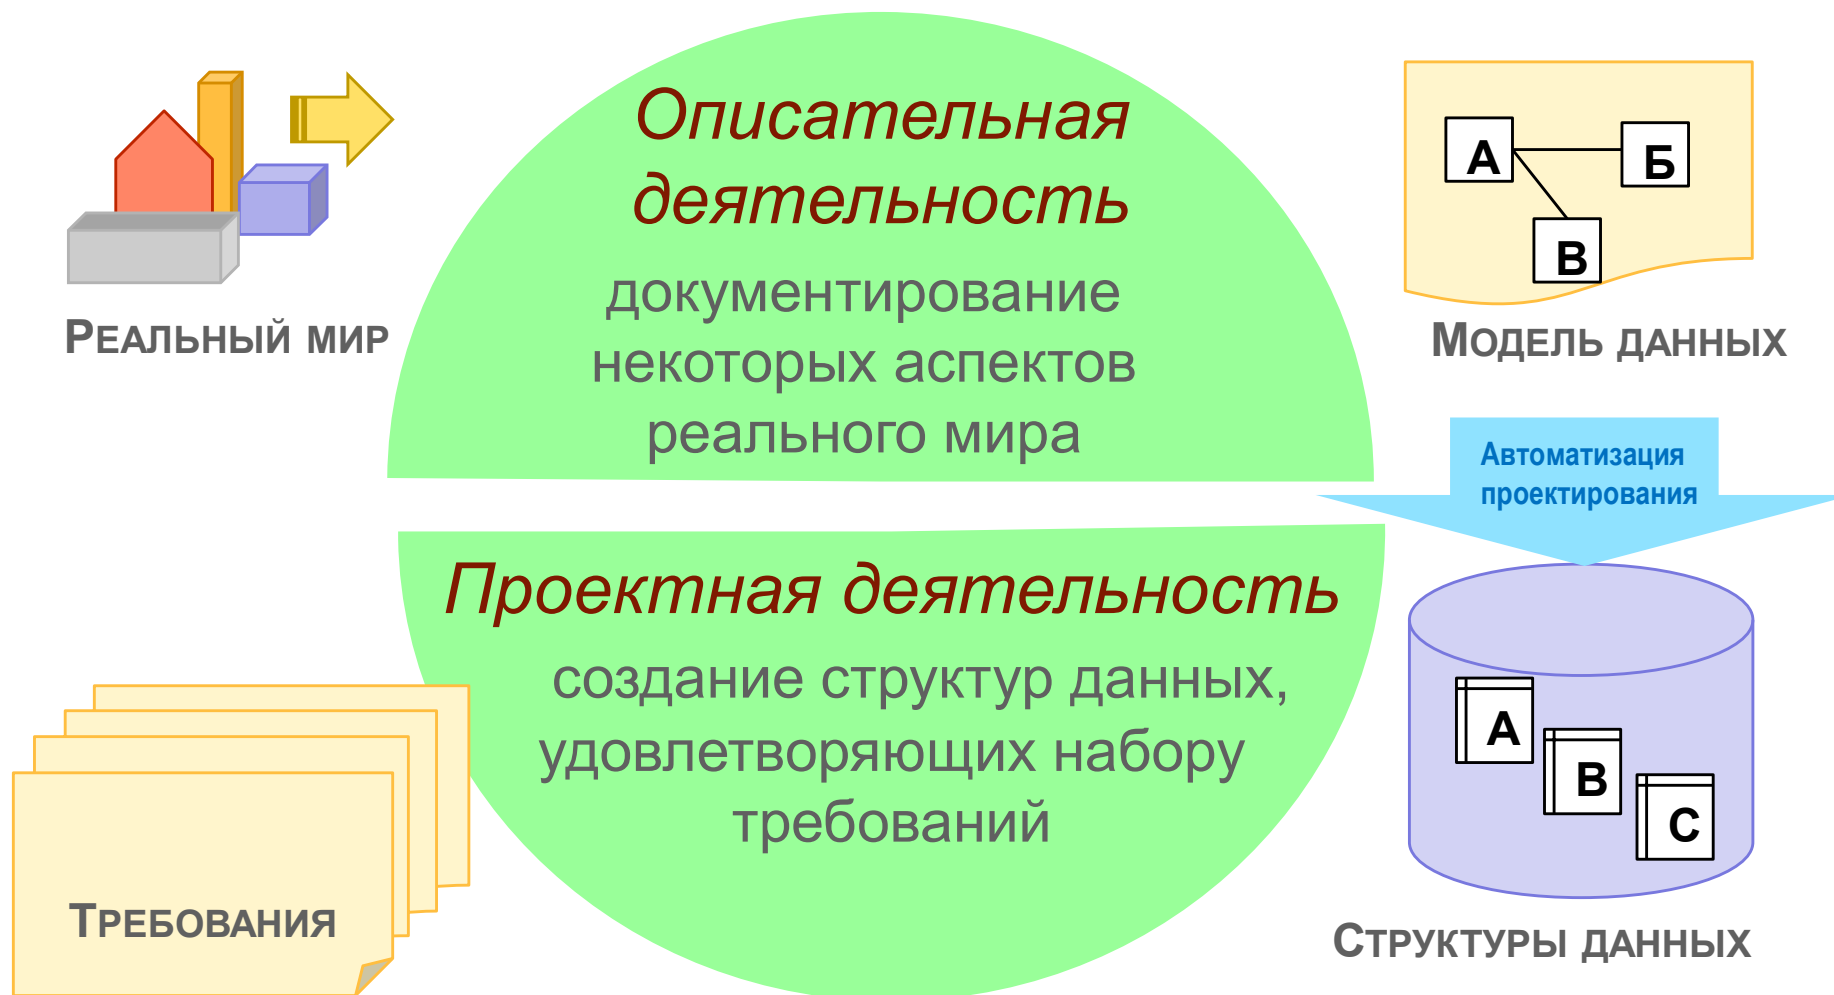 Описательная
деятельность
документирование
некоторых аспектов
реального мира
РЕАЛЬНЫЙ МИР
А
Б
В
МОДЕЛЬ ДАННЫХ
Автоматизация
проектирования
Проектная деятельность
создание структур данных,
удовлетворяющих набору
требований
ТРЕБОВАНИЯ
А
В
С
СТРУКТУРЫ ДАННЫХ